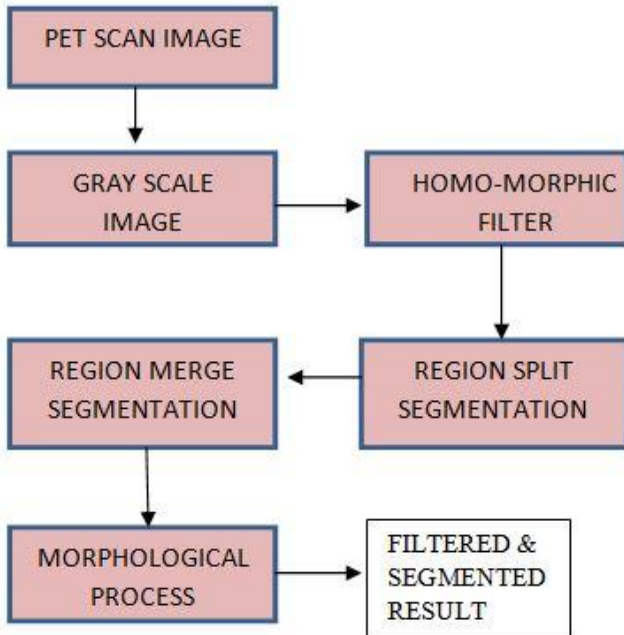 PET SCAN IMAGE
GRAY SCALE
IMAGE
HOMO-MORPHIC
FILTER
REGION SPLIT
SEGMENTATION
REGION MERGE
SEGMENTATION
MORPHOLOGICAL
PROCESS
FILTERED &
SEGMENTED
RESULT